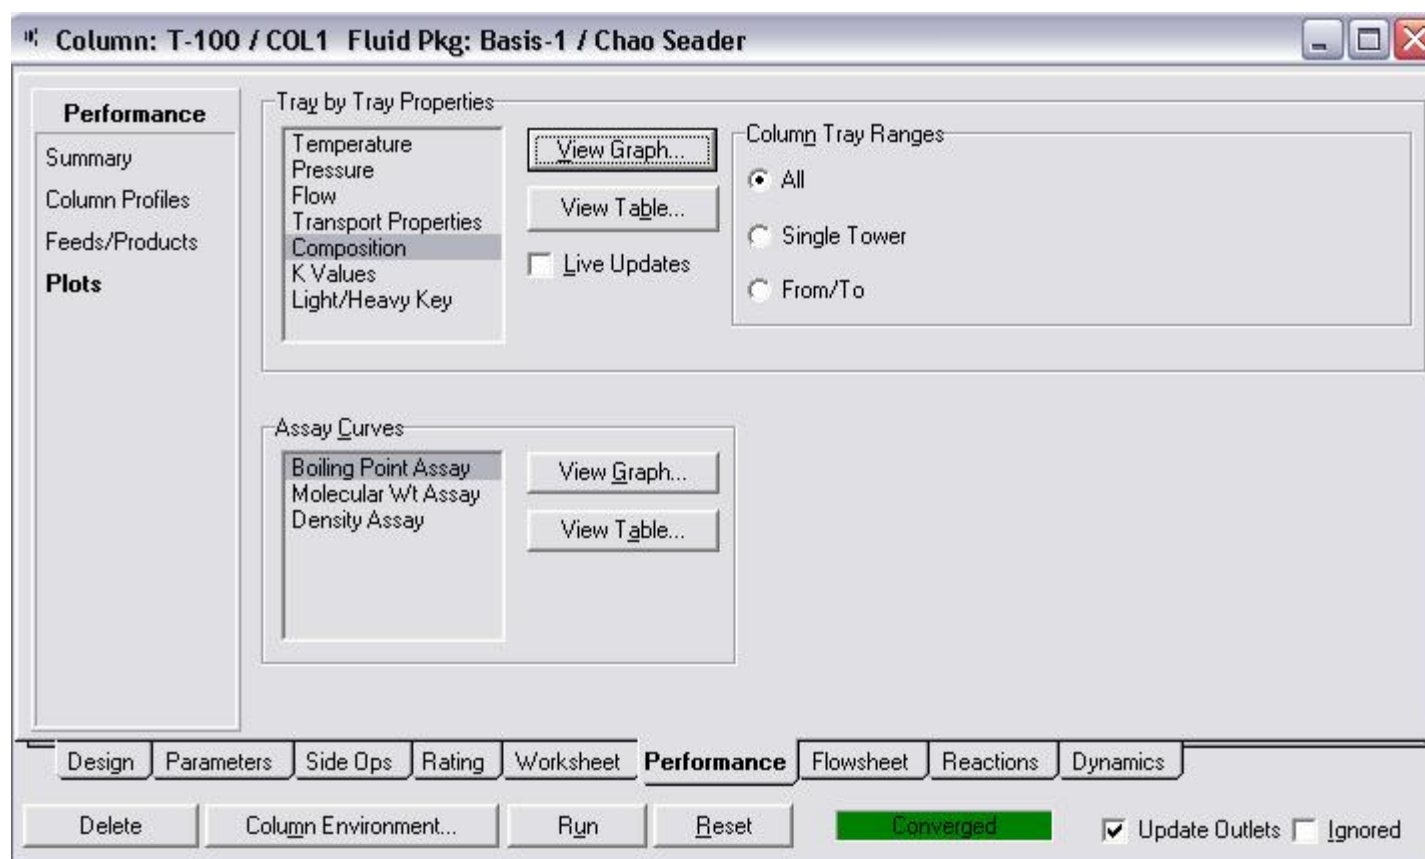 Column: T-100 / COL1 Fluid Pkg: Basis-1 / Chao Seader
Performance
Summary
Column Profiles
Feeds/Products
Plots
Tray by Tray Properties
Temperature
Pressure
Flow
Transport Properties
Composition
K Values
Light/Heavy Key
View Graph...
View Table...
Live Updates
Column Tray Ranges
All
Single Tower
From/To
Assay Curves
Boiling Point Assay
Molecular Wt Assay
Density Assay
View Graph...
View Table...
Design Parameters Side Ops Rating Worksheet Performance Flowsheet Reactions Dynamics
Delete Column Environment... Run Reset Converged Update Outlets Ignored